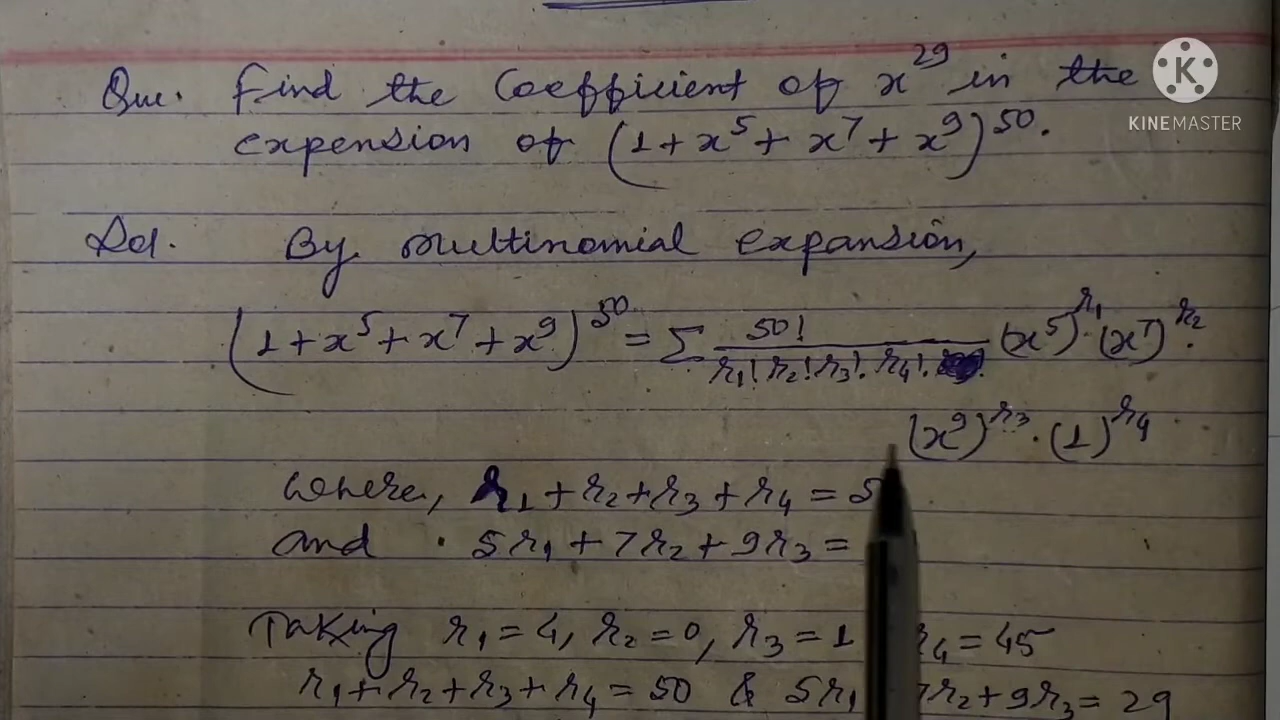 Que. Find the Coefficient of x^29 in the
K
KINEMASTER
expension of (1+x^5+x^7+x^9)^50.
Sol. By multinomial expansion,
(1+x^5+x^7+x^9)^50 = Σ 50!/(r₁! r₂! r₃! r₄!) (x^5)^r₁ · (x^7)^r₂ ·
(x^9)^r₃ · (1)^r₄
where, r₁+r₂+r₃+r₄ = 5
and · 5r₁+7r₂+9r₃ =
Taking r₁=4, r₂=0, r₃=1 r₄=45
r₁+r₂+r₃+r₄=50 & 5r₁ 7r₂+9r₃=29